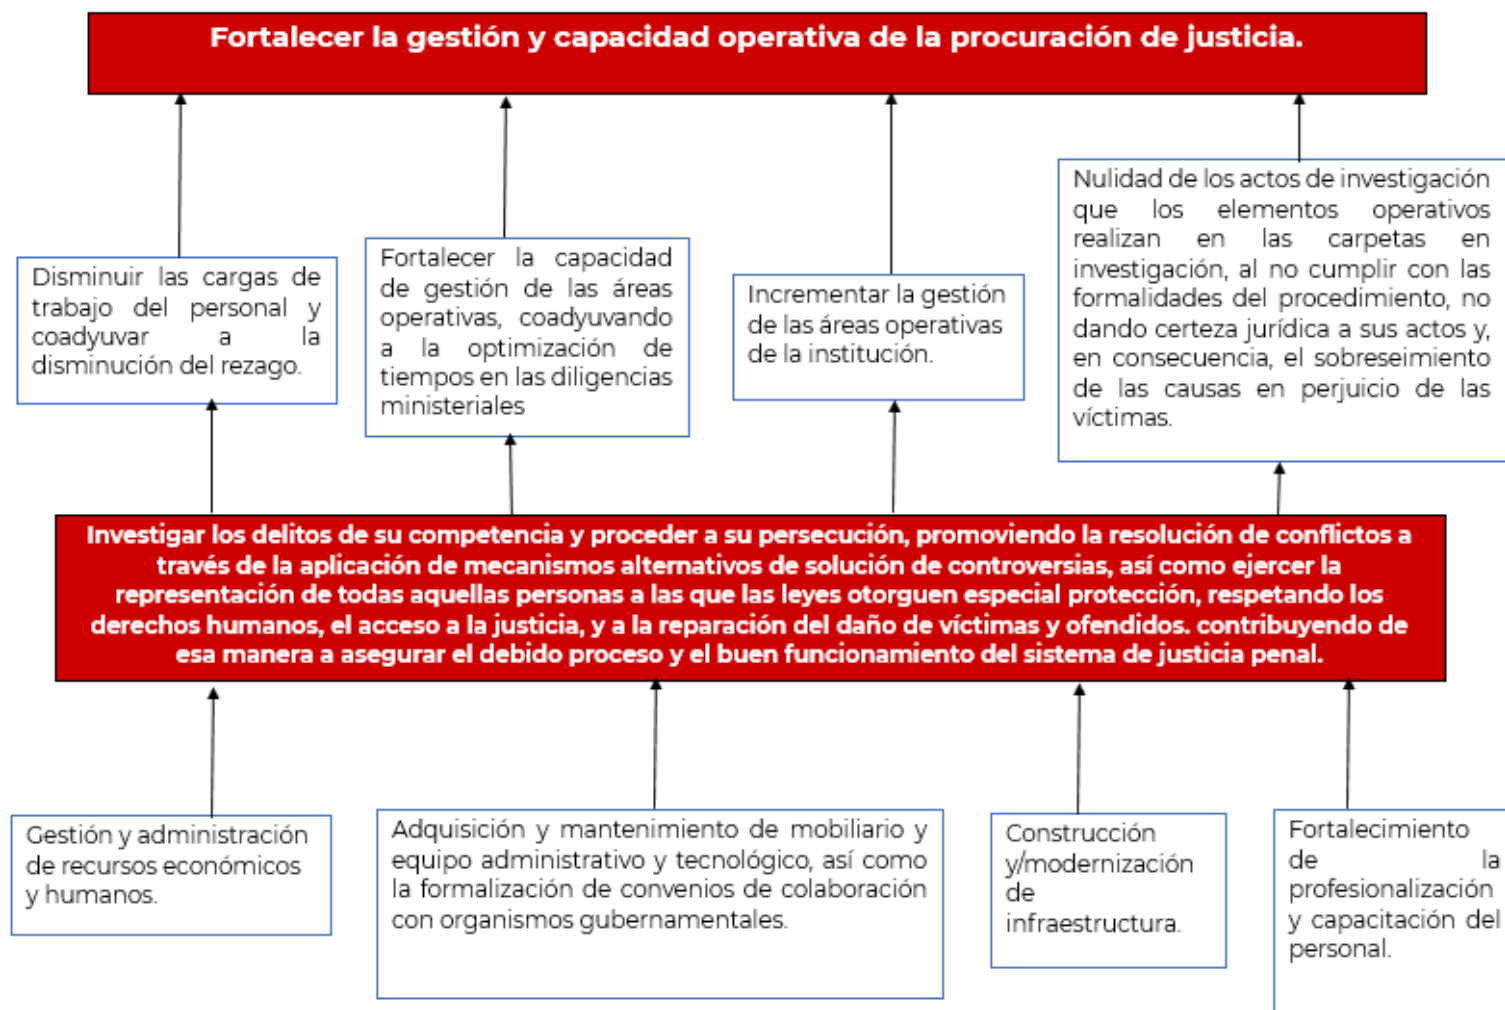 Fortalecer la gestión y capacidad operativa de la procuración de justicia.
Disminuir las cargas de
trabajo del personal y
coadyuvar a la
disminución del rezago.
Fortalecer la capacidad
de gestión de las áreas
operativas, coadyuvando
a la optimización de
tiempos en las diligencias
ministeriales
Incrementar la gestión
de las áreas operativas
de la institución.
Nulidad de los actos de investigación
que los elementos operativos
realizan en las carpetas en
investigación, al no cumplir con las
formalidades del procedimiento, no
dando certeza jurídica a sus actos y,
en consecuencia, el sobreseimiento
de las causas en perjuicio de las
víctimas.
Investigar los delitos de su competencia y proceder a su persecución, promoviendo la resolución de conflictos a
través de la aplicación de mecanismos alternativos de solución de controversias, así como ejercer la
representación de todas aquellas personas a las que las leyes otorguen especial protección, respetando los
derechos humanos, el acceso a la justicia, y a la reparación del daño de víctimas y ofendidos. contribuyendo de
esa manera a asegurar el debido proceso y el buen funcionamiento del sistema de justicia penal.
Gestión y administración
de recursos económicos
y humanos.
Adquisición y mantenimiento de mobiliario y
equipo administrativo y tecnológico, así como
la formalización de convenios de colaboración
con organismos gubernamentales.
Construcción
y/modernización
de
infraestructura.
Fortalecimiento
de la
profesionalización
y capacitación del
personal.